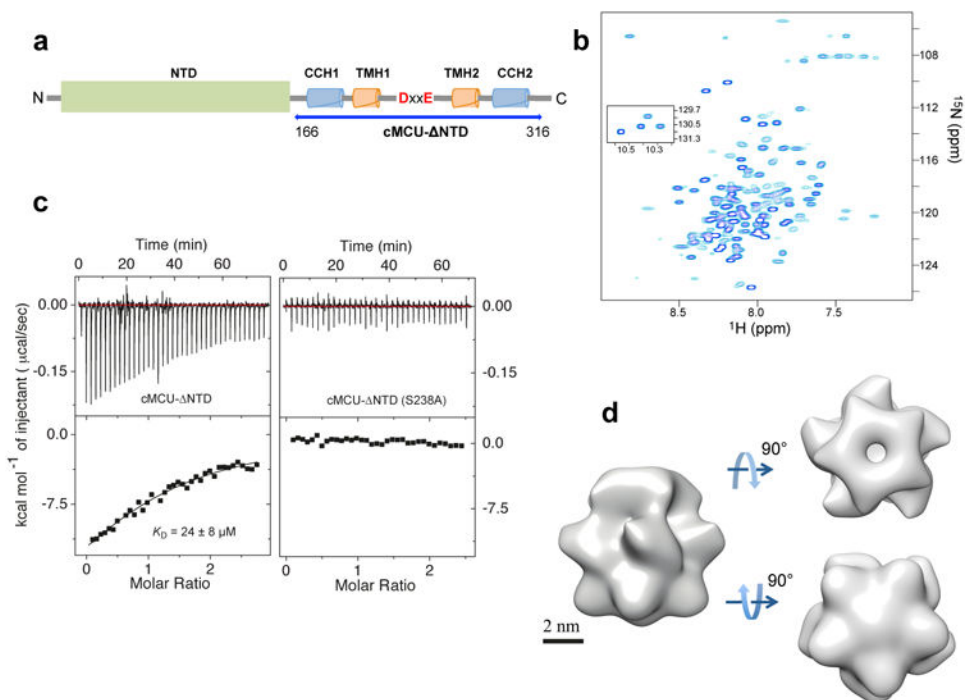 a
NTD
CCH1 TMH1 TMH2 CCH2
N DxxE C
166 cMCU-ΔNTD 316
b
108
112
116
120
124
¹⁵N (ppm)
129.7
130.5
131.3
10.5 10.3
8.5 8.0 7.5
¹H (ppm)
c
Time (min)
0 20 40 60
0.00
-0.15
cMCU-ΔNTD
0.0
-7.5
K_D = 24 ± 8 μM
0 1 2
Molar Ratio
kcal mol⁻¹ of injectant (μcal/sec)
Time (min)
0 20 40 60
0.00
-0.15
cMCU-ΔNTD (S238A)
0.0
-7.5
0 1 2
Molar Ratio
d
90°
90°
2 nm